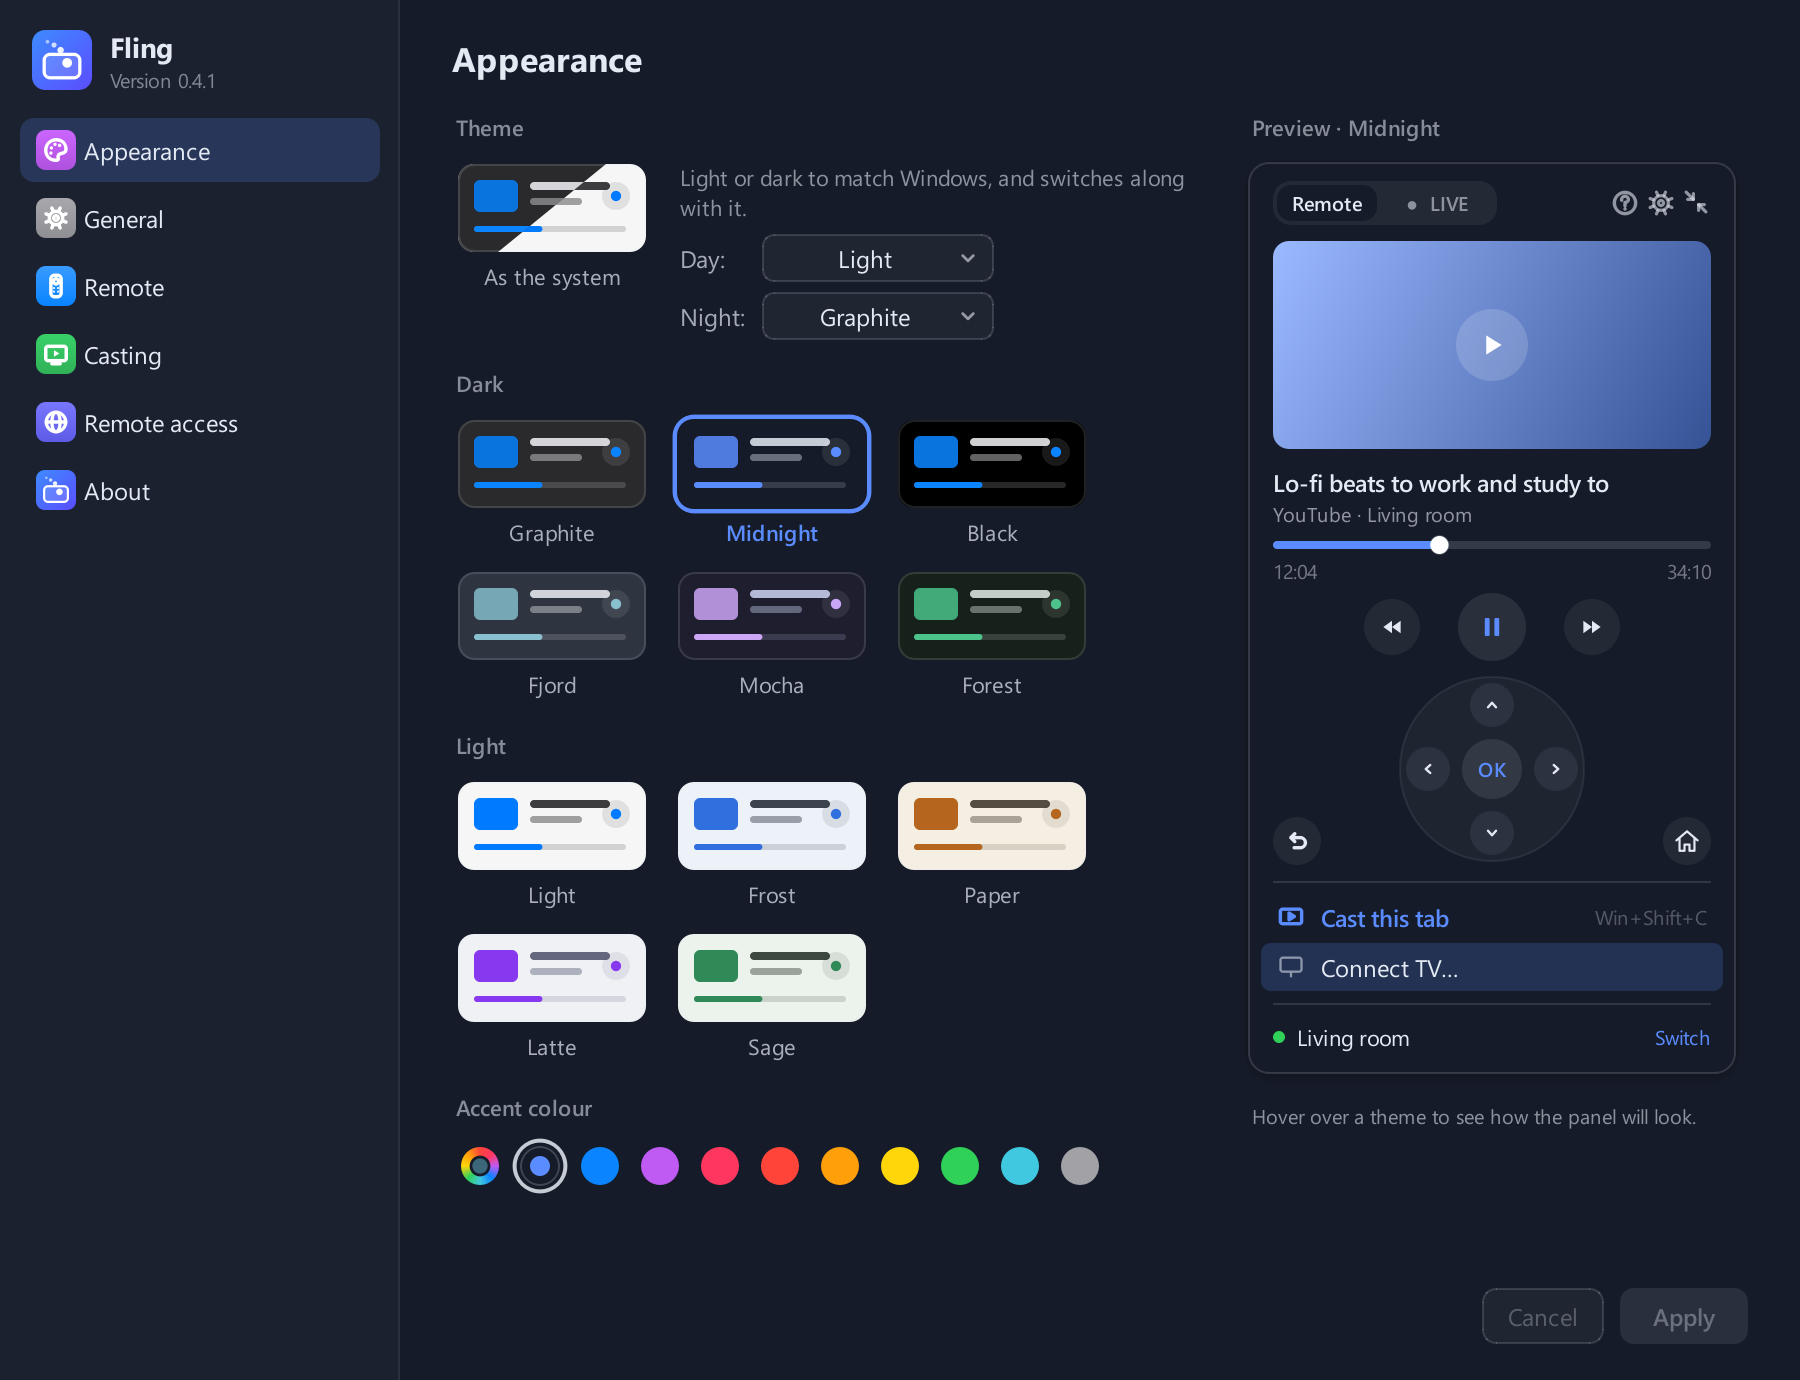 Fling
Version 0.4.1
Appearance
General
Remote
Casting
Remote access
About
Appearance
Theme
As the system
Light or dark to match Windows, and switches along
with it.
Day:
Light
Night:
Graphite
Dark
Graphite
Midnight
Black
Fjord
Mocha
Forest
Light
Light
Frost
Paper
Latte
Sage
Accent colour
Preview · Midnight
Remote
● LIVE
Lo-fi beats to work and study to
YouTube · Living room
12:04
34:10
OK
Cast this tab
Win+Shift+C
Connect TV...
Living room
Switch
Hover over a theme to see how the panel will look.
Cancel
Apply